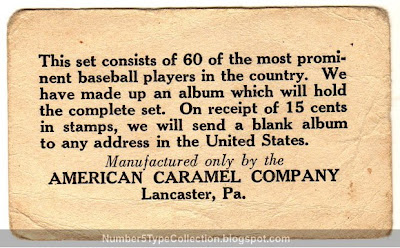 This set consists of 60 of the most promi-
nent baseball players in the country. We
have made up an album which will hold
the complete set. On receipt of 15 cents
in stamps, we will send a blank album
to any address in the United States.
Manufactured only by the
AMERICAN CARAMEL COMPANY
Lancaster, Pa.
Number5TypeCollection.blogspot.com